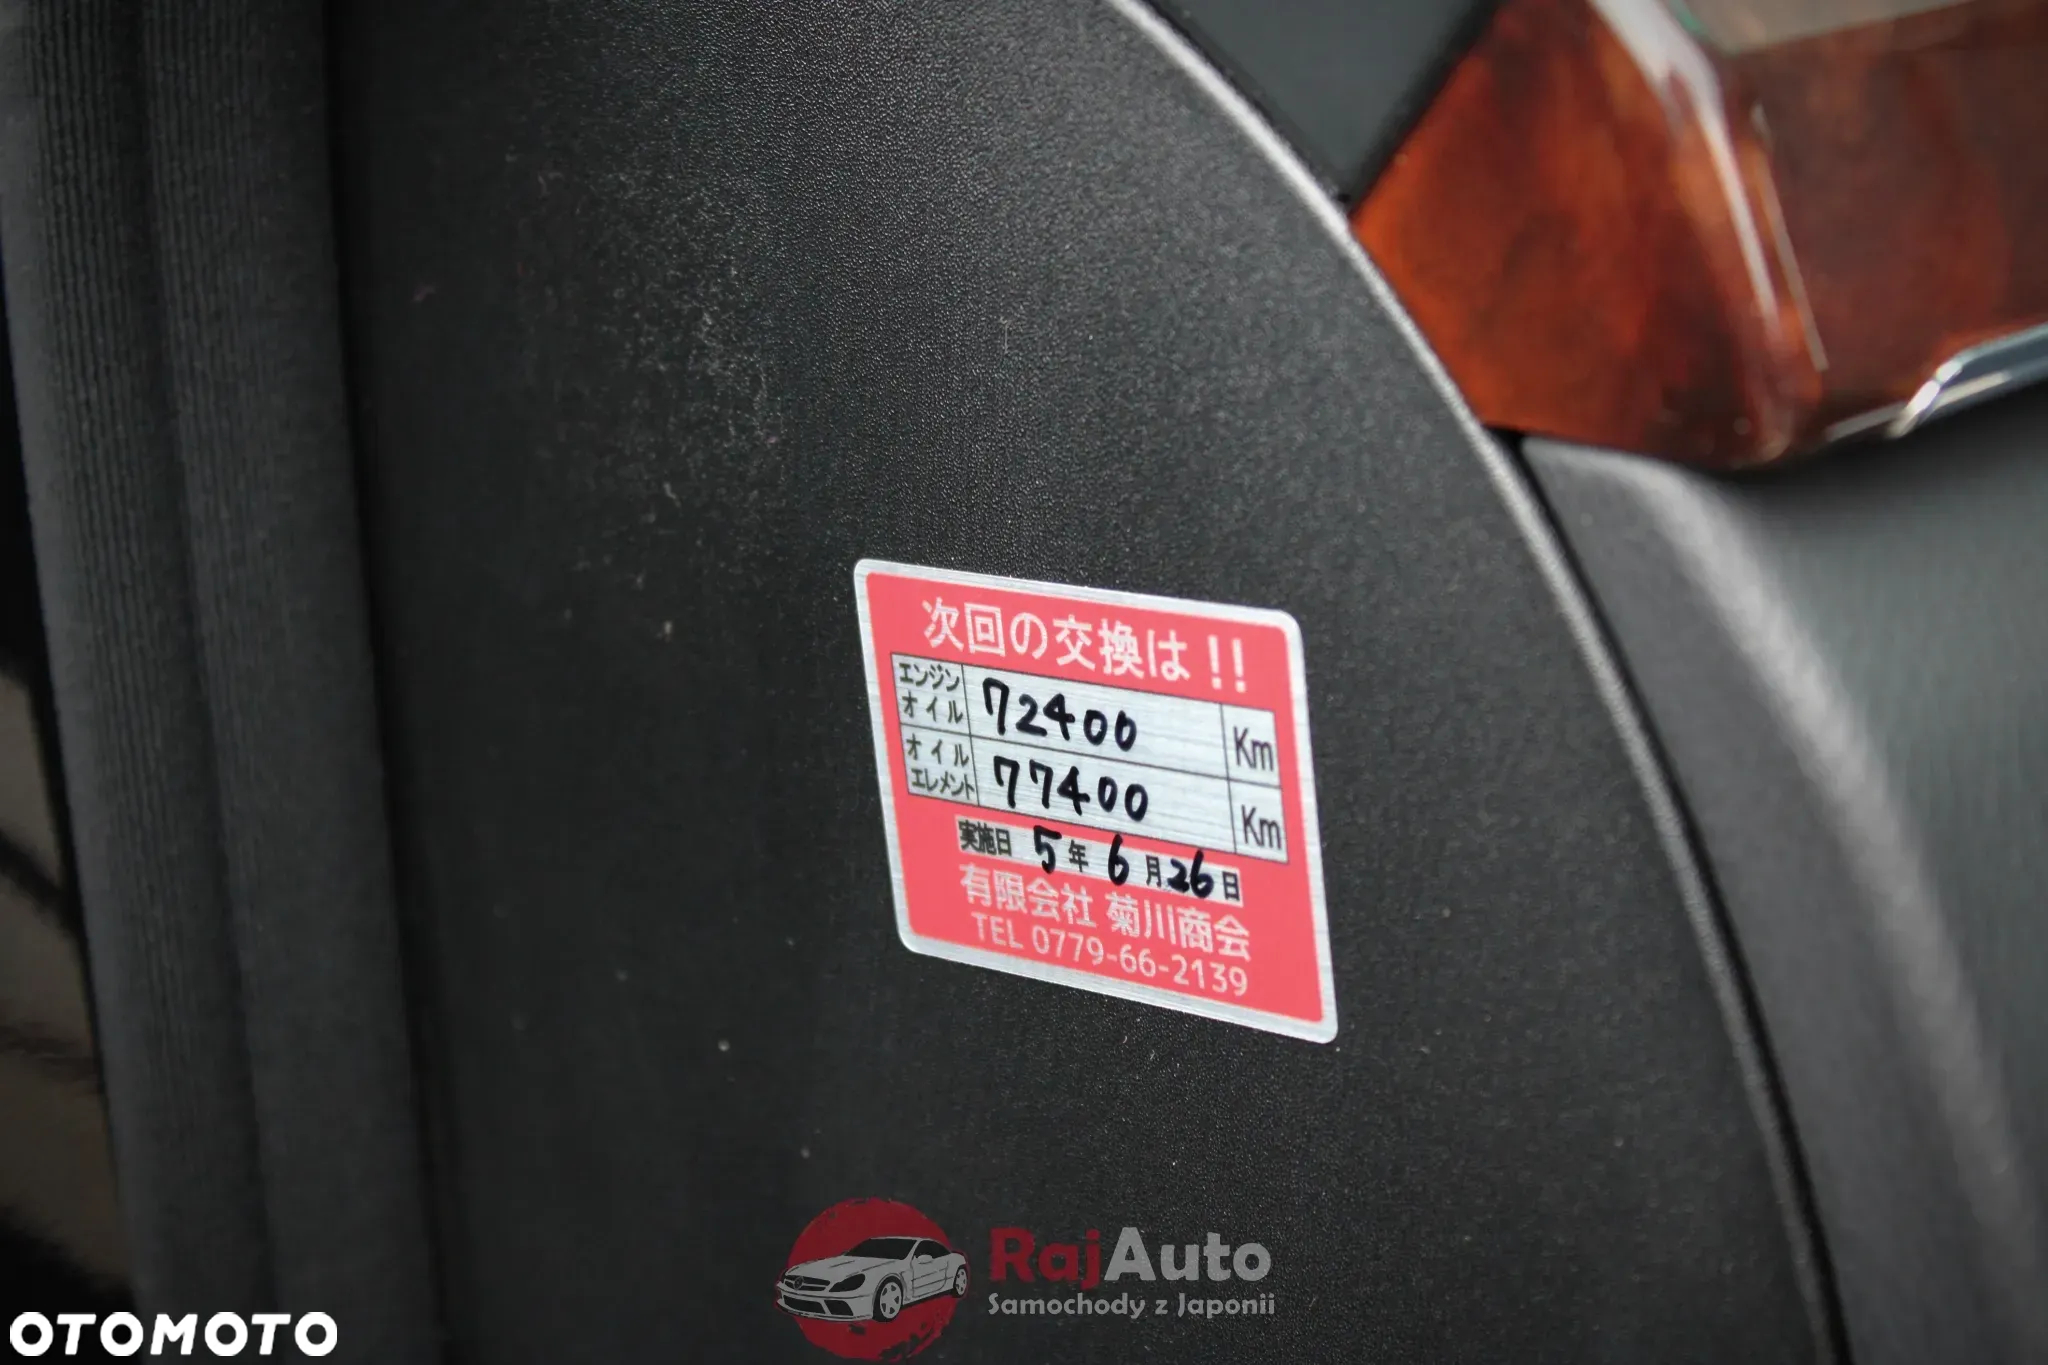 次回の交換は!!
エンジン
オイル 72400 Km
オイル
エレメント 77400 Km
実施日 5年 6月26日
有限会社 菊川商会
TEL 0779-66-2139
RajAuto
Samochody z Japonii
OTOMOTO